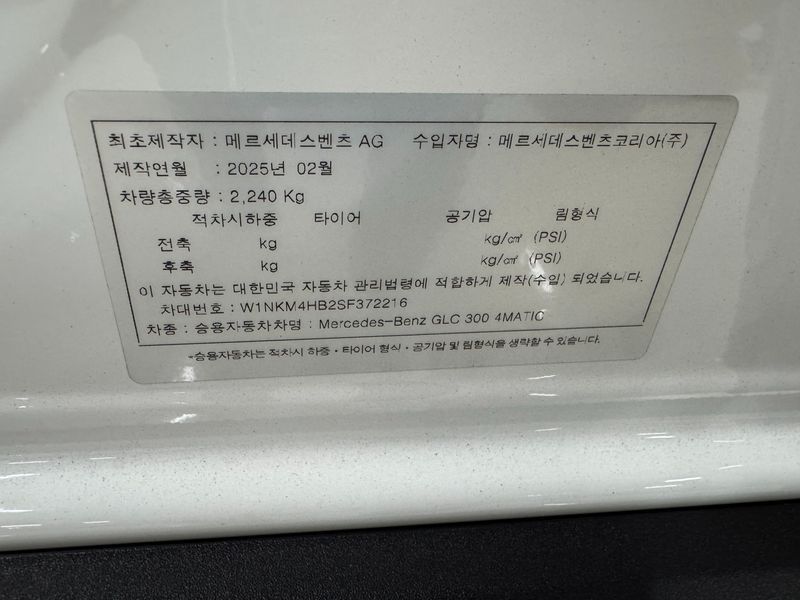 최초제작자 : 메르세데스벤츠 AG 수입자명 : 메르세데스벤츠코리아(주)
제작연월 : 2025년 02월
차량총중량 : 2,240 Kg
적차시하중 타이어 공기압 림형식
전축 kg kg/㎠ (PSI)
후축 kg kg/㎠ (PSI)
이 자동차는 대한민국 자동차 관리법령에 적합하게 제작(수입) 되었습니다.
차대번호 : W1NKM4HB2SF372216
차종 : 승용자동차차명 : Mercedes-Benz GLC 300 4MATIC
*승용자동차는 적차시 하중·타이어 형식·공기압 및 림형식을 생략할 수 있습니다.